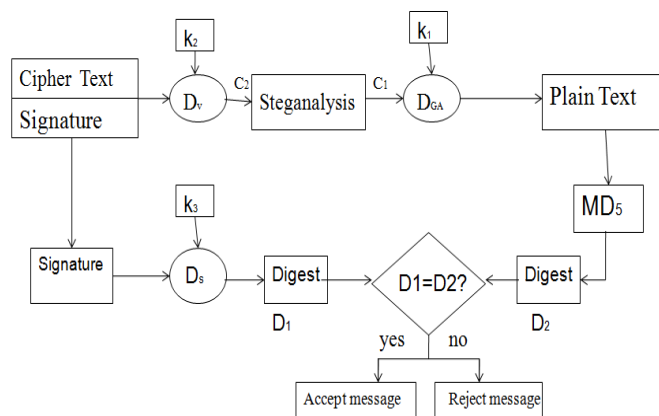 k₂
k₁
Cipher Text
Signature
Dᵥ
C₂
Steganalysis
C₁
D_GA
Plain Text
MD₅
k₃
Signature
Dₛ
Digest
D1=D2?
Digest
D₁
D₂
yes
no
Accept message
Reject message